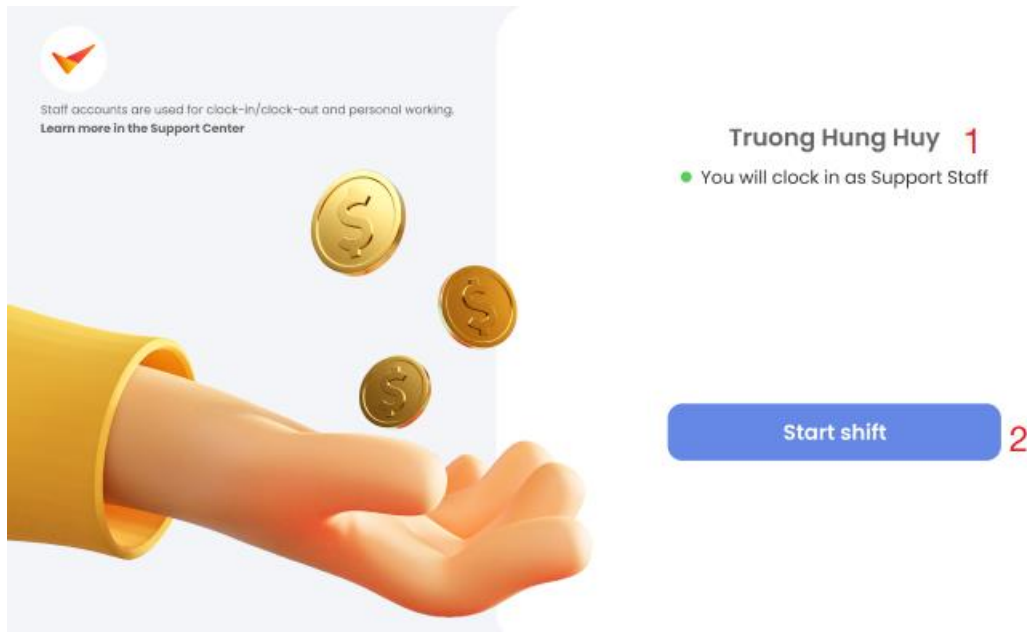 Staff accounts are used for clock-in/clock-out and personal working.
Learn more in the Support Center
Truong Hung Huy 1
You will clock in as Support Staff
Start shift 2